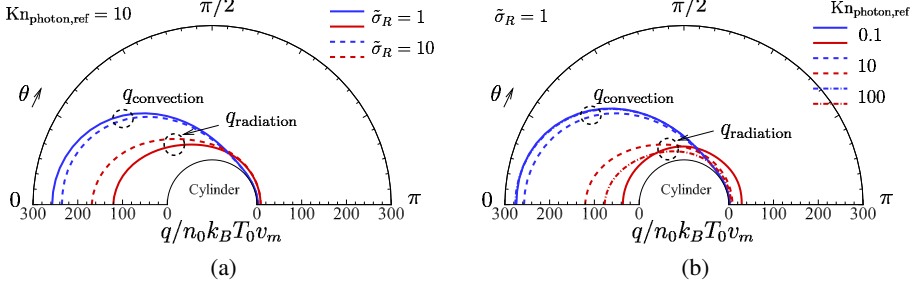 Kn_photon,ref = 10
π/2
σ̃_R = 1
σ̃_R = 10
θ
q_convection
q_radiation
Cylinder
0
π
300 200 100 0 0 100 200 300
q/n_0k_BT_0v_m
(a)
σ̃_R = 1
π/2
Kn_photon,ref
0.1
10
100
θ
q_convection
q_radiation
Cylinder
0
π
300 200 100 0 0 100 200 300
q/n_0k_BT_0v_m
(b)